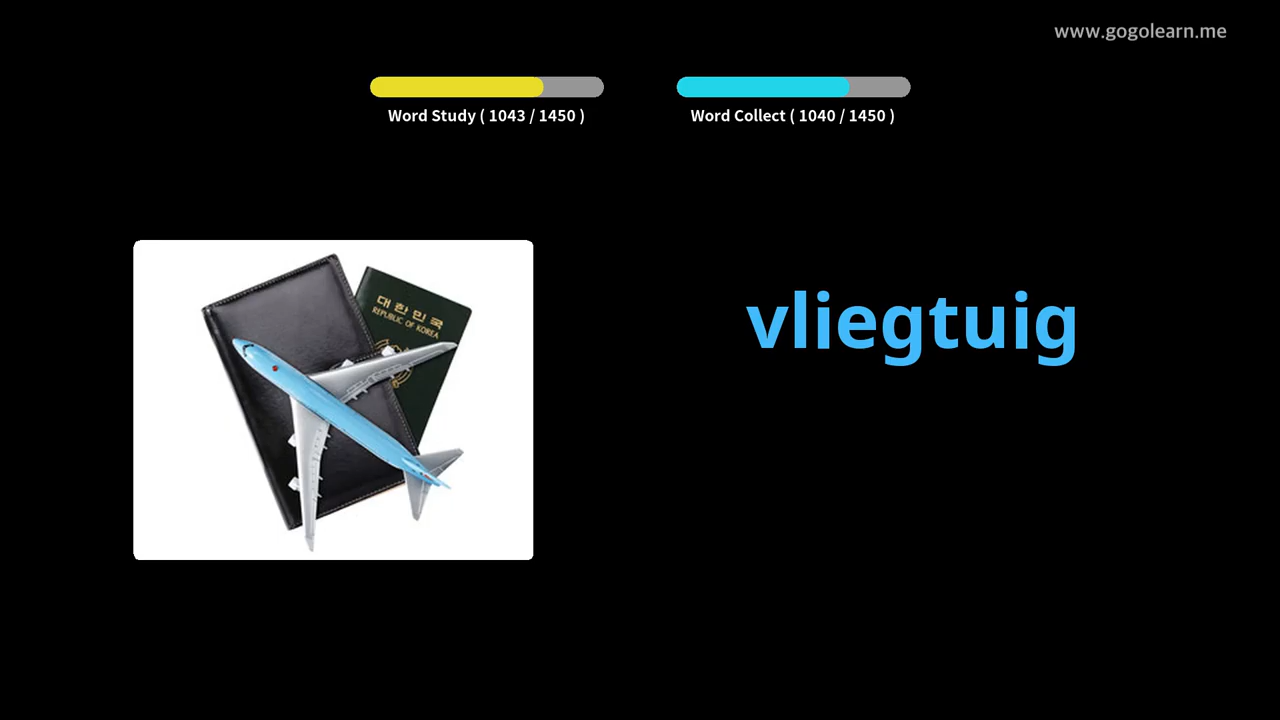 www.gogolearn.me
Word Study ( 1043 / 1450 )
Word Collect ( 1040 / 1450 )
대한민국
REPUBLIC OF KOREA
vliegtuig